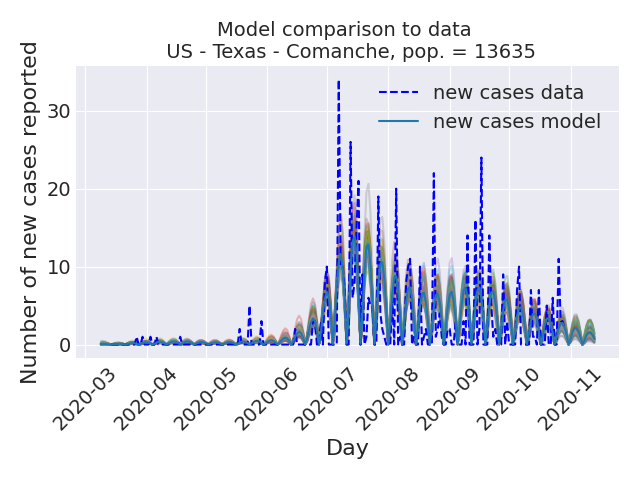 Model comparison to data
US - Texas - Comanche, pop. = 13635
Number of new cases reported
30
20
10
0
new cases data
new cases model
2020-03
2020-04
2020-05
2020-06
2020-07
2020-08
2020-09
2020-10
2020-11
Day